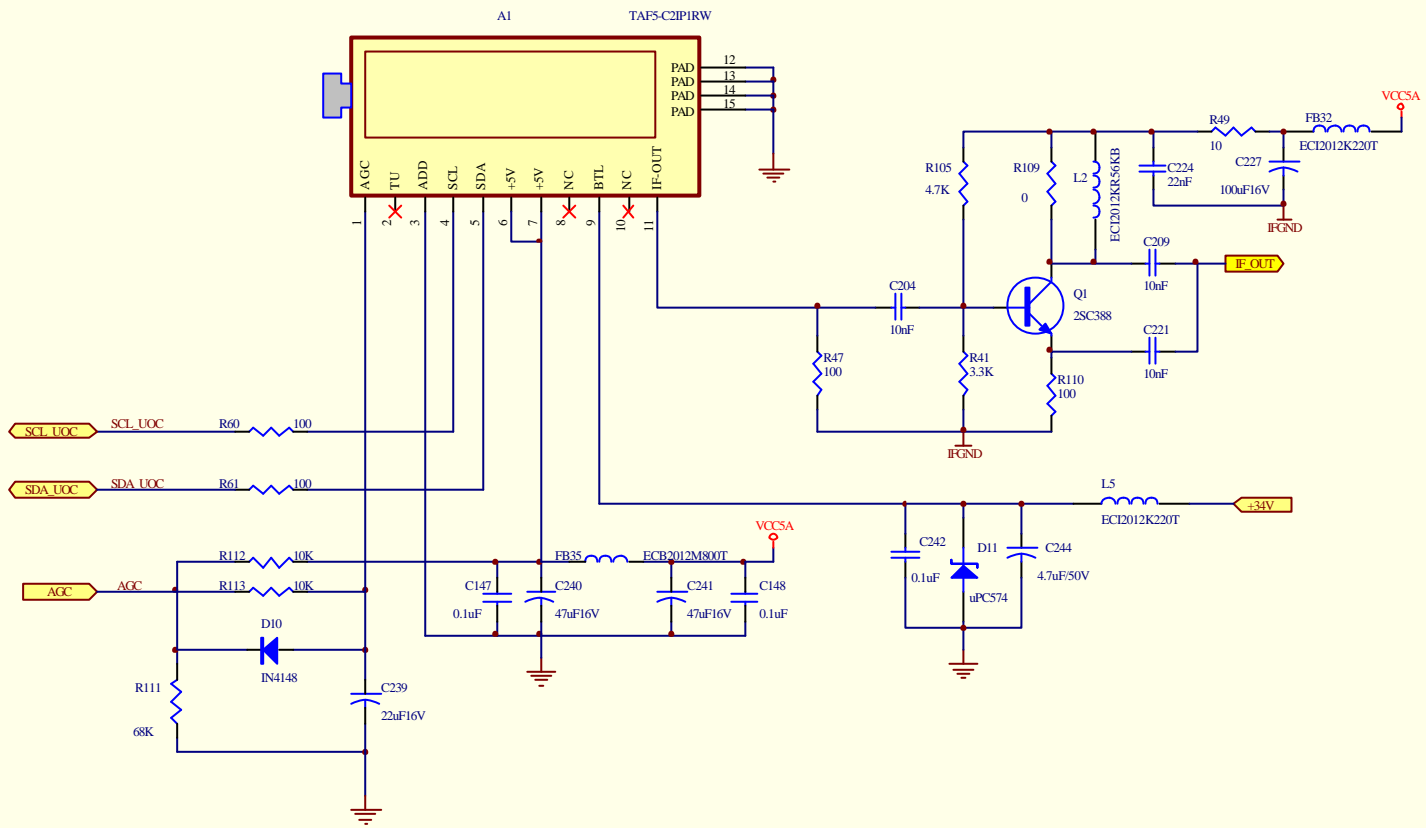 A1 TAF5-C2IP1RW
PAD 12
PAD 13
PAD 14
PAD 15
AGC TU ADD SCL SDA +5V +5V NC BTL NC IF-OUT
1 2 3 4 5 6 7 8 9 10 11
VCC5A
R49 FB32
10 ECI2012K220T
R105 R109 L2 ECI2012KR56KB C224 C227
4.7K 0 22nF 100uF16V
IFGND
C209
IF_OUT
10nF
C204 Q1
10nF 2SC388
C221
10nF
R47 R41 R110
100 3.3K 100
IFGND
SCL_UOC SCL_UOC R60 100
SDA_UOC SDA_UOC R61 100
L5
+34V
ECI2012K220T
VCC5A
R112 10K FB35 ECB2012M800T
AGC AGC R113 10K
C147 C240 C241 C148
0.1uF 47uF16V 47uF16V 0.1uF
C242 D11 C244
0.1uF uPC574 4.7uF/50V
D10
IN4148
R111 C239
68K 22uF16V